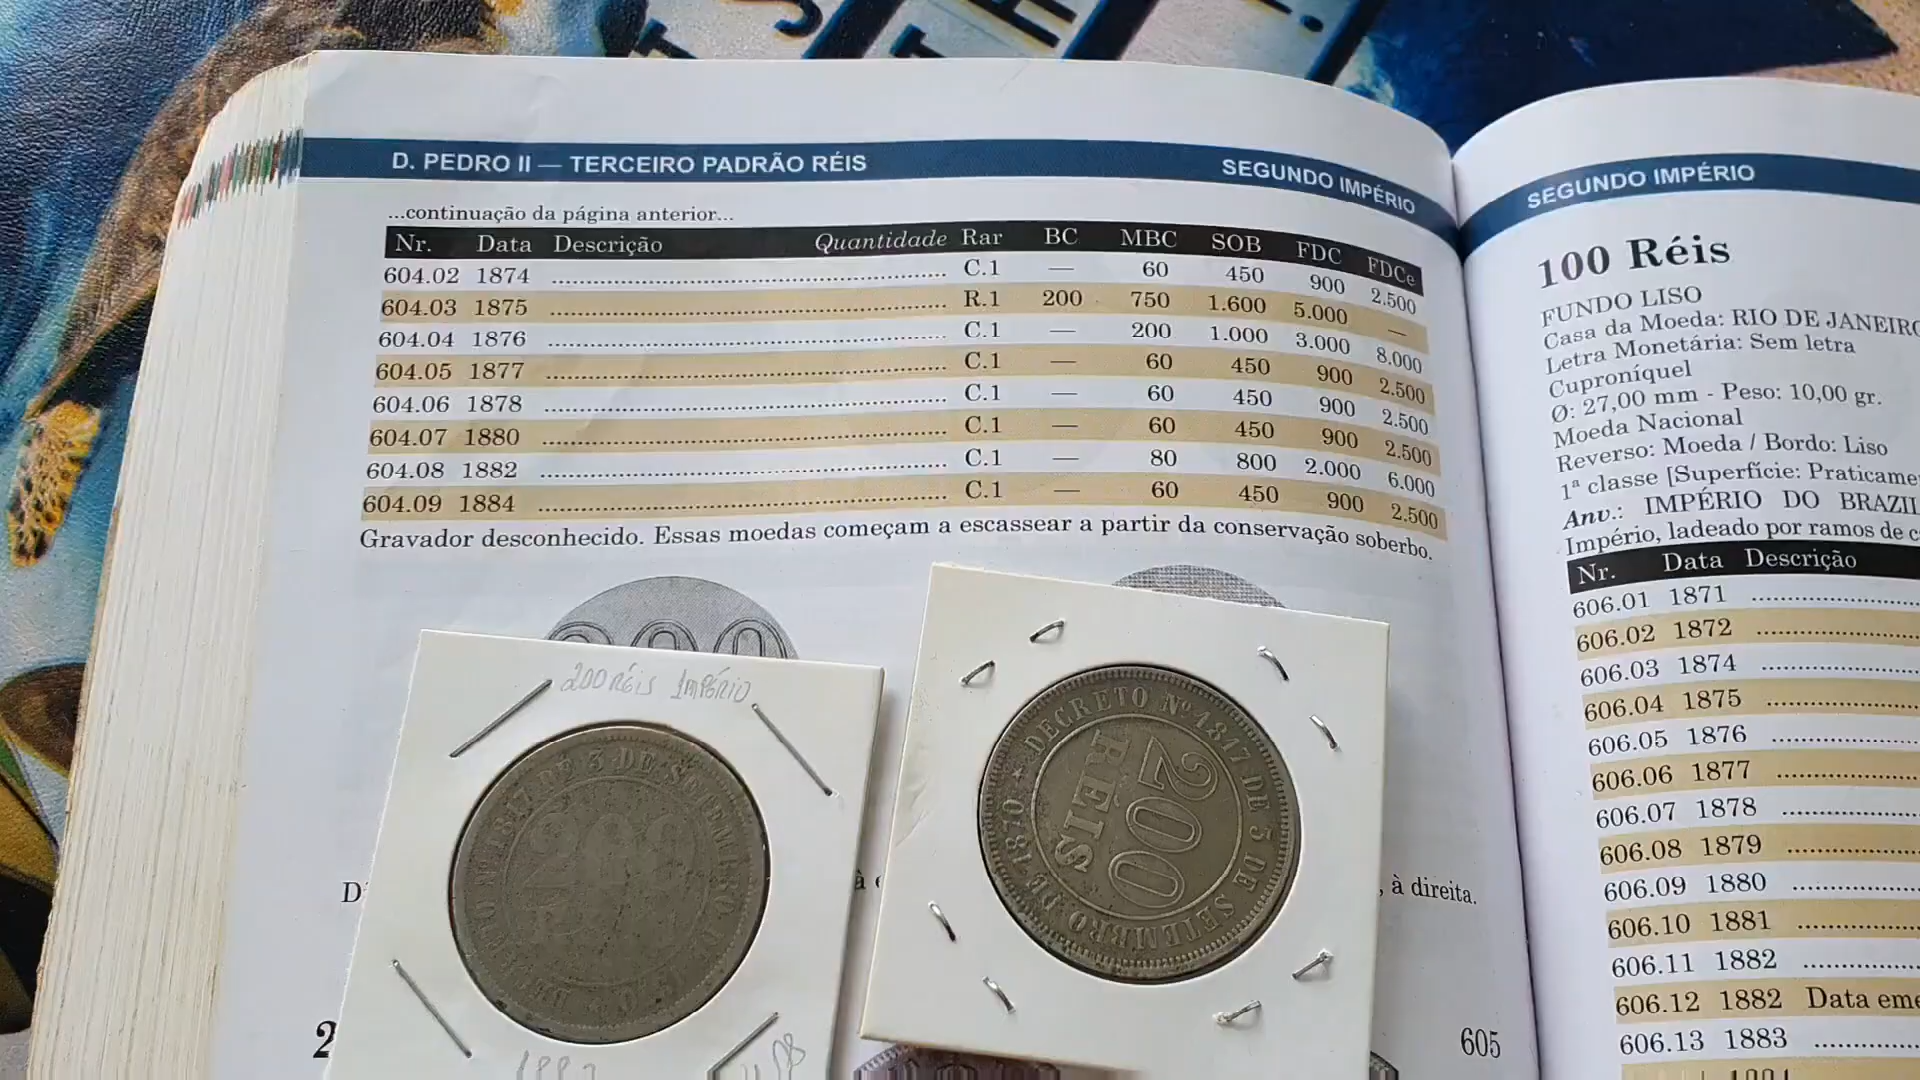 D. PEDRO II — TERCEIRO PADRÃO RÉIS SEGUNDO IMPÉRIO
...continuação da página anterior...
Nr. Data Descrição Quantidade Rar BC MBC SOB FDC FDCe
604.02 1874 ........ C.1 — 60 450 900 2.500
604.03 1875 ........ R.1 200 750 1.600 5.000 —
604.04 1876 ........ C.1 — 200 1.000 3.000 8.000
604.05 1877 ........ C.1 — 60 450 900 2.500
604.06 1878 ........ C.1 — 60 450 900 2.500
604.07 1880 ........ C.1 — 60 450 900 2.500
604.08 1882 ........ C.1 — 80 800 2.000 6.000
604.09 1884 ........ C.1 — 60 450 900 2.500
Gravador desconhecido. Essas moedas começam a escassear a partir da conservação soberbo.
200 RÉIS IMPÉRIO
DE 3 DE SETEMBRO DE
200
DECRETO Nº 1817 DE 3 DE SETEMBRO DE 1870
200
REIS
, à direita.
605
SEGUNDO IMPÉRIO
100 Réis
FUNDO LISO
Casa da Moeda: RIO DE JANEIRO
Letra Monetária: Sem letra
Cuproníquel
Ø: 27,00 mm - Peso: 10,00 gr.
Moeda Nacional
Reverso: Moeda / Bordo: Liso
1ª classe [Superfície:
Anv.: IMPÉRIO DO BRAZIL
Império, ladeado por ramos de
Nr. Data Descrição
606.01 1871 ........
606.02 1872 ........
606.03 1874 ........
606.04 1875 ........
606.05 1876 ........
606.06 1877 ........
606.07 1878 ........
606.08 1879 ........
606.09 1880 ........
606.10 1881 ........
606.11 1882 ........
606.12 1882 Data
606.13 1883 ........